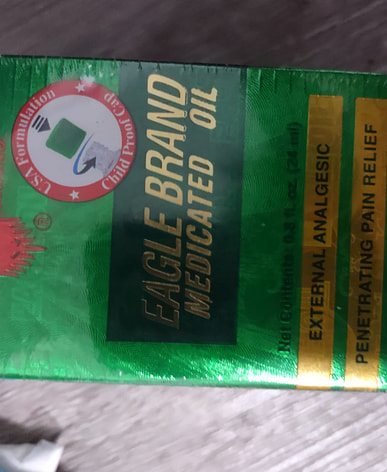 USA Formulation
Child Proof Cap
®
EAGLE BRAND
MEDICATED OIL
Net Contents 0.8 fl. oz. (24 ml)
EXTERNAL ANALGESIC
PENETRATING PAIN RELIEF